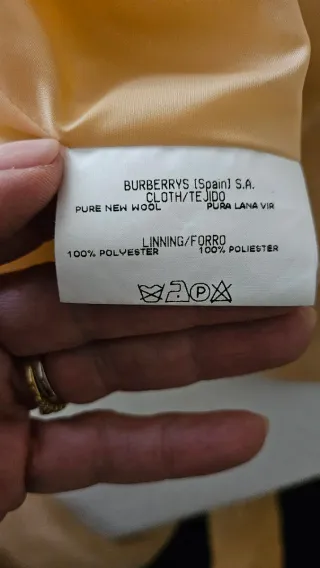 BURBERRYS [Spain] S.A.
CLOTH/TEJIDO
PURE NEW WOOL PURA LANA VIR
LINNING/FORRO
100% POLYESTER 100% POLIESTER
P